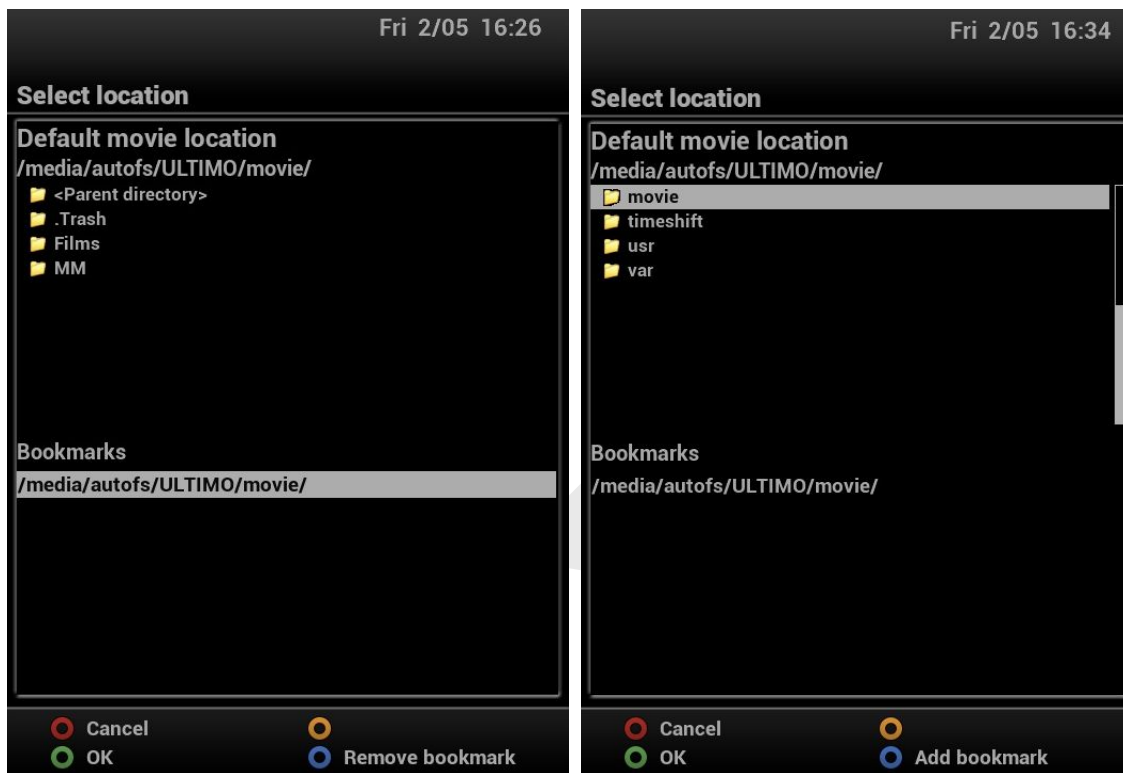 Fri 2/05 16:26
Select location
Default movie location
/media/autofs/ULTIMO/movie/
<Parent directory>
.Trash
Films
MM
Bookmarks
/media/autofs/ULTIMO/movie/
Cancel
OK
Remove bookmark
Fri 2/05 16:34
Select location
Default movie location
/media/autofs/ULTIMO/movie/
movie
timeshift
usr
var
Bookmarks
/media/autofs/ULTIMO/movie/
Cancel
OK
Add bookmark